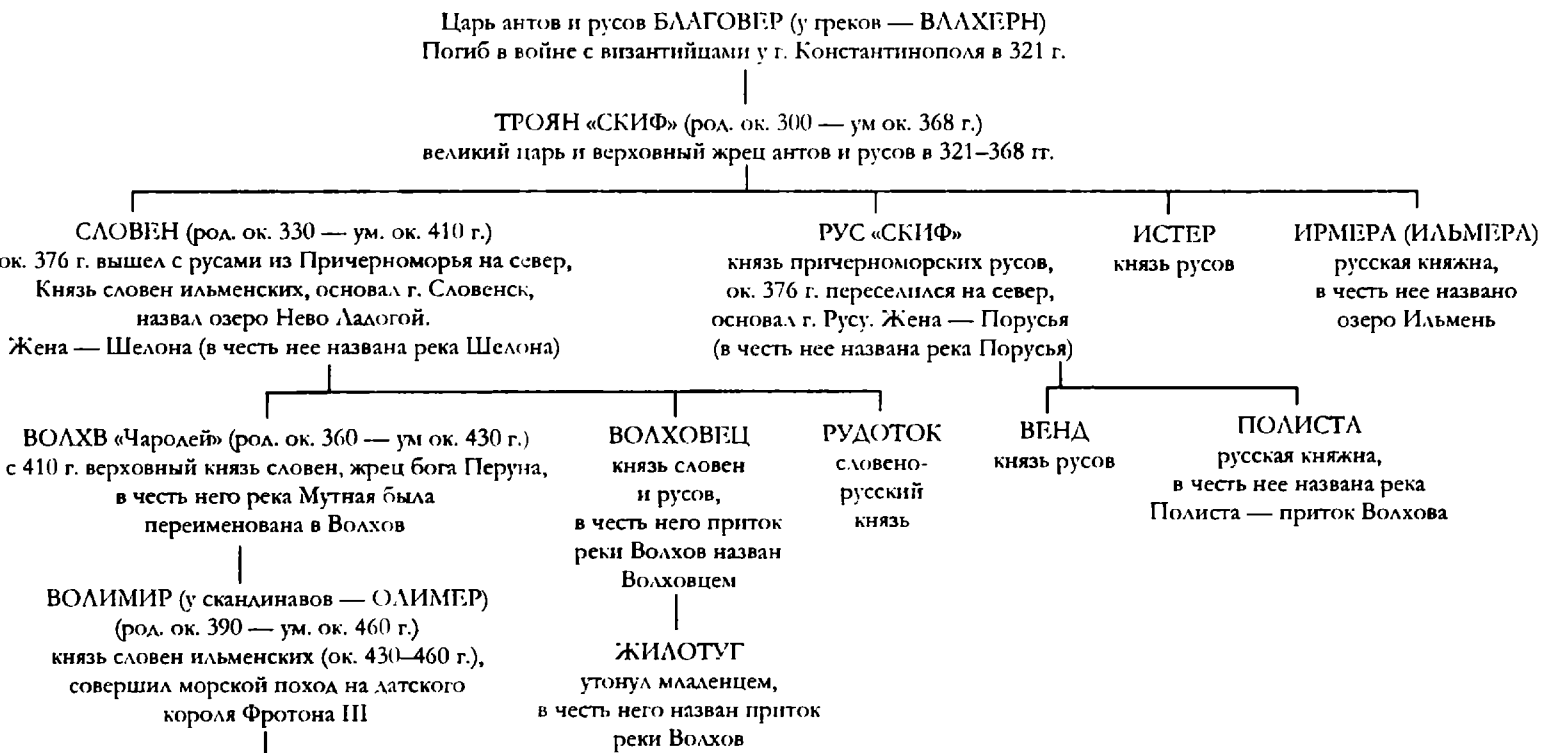 Царь антов и русов БЛАГОВЕР (у греков — ВЛАХЕРН)
Погиб в войне с византийцами у г. Константинополя в 321 г.
ТРОЯН «СКИФ» (род. ок. 300 — ум ок. 368 г.)
великий царь и верховный жрец антов и русов в 321–368 гг.
СЛОВЕН (род. ок. 330 — ум. ок. 410 г.)
ок. 376 г. вышел с русами из Причерноморья на север,
Князь словен ильменских, основал г. Словенск,
назвал озеро Нево Ладогой.
Жена — Шелона (в честь нее названа река Шелона)
РУС «СКИФ»
князь причерноморских русов,
ок. 376 г. переселился на север,
основал г. Русу. Жена — Порусья
(в честь нее названа река Порусья)
ИСТЕР
князь русов
ИРМЕРА (ИЛЬМЕРА)
русская княжна,
в честь нее названо
озеро Ильмень
ВОЛХВ «Чародей» (род. ок. 360 — ум ок. 430 г.)
с 410 г. верховный князь словен, жрец бога Перуна,
в честь него река Мутная была
переименована в Волхов
ВОЛХОВЕЦ
князь словен
и русов,
в честь него приток
реки Волхов назван
Волховцем
РУДОТОК
словено-
русский
князь
ВЕНД
князь русов
ПОЛИСТА
русская княжна,
в честь нее названа река
Полиста — приток Волхова
ВОЛИМИР (у скандинавов — ОЛИМЕР)
(род. ок. 390 — ум. ок. 460 г.)
князь словен ильменских (ок. 430–460 г.),
совершил морской поход на датского
короля Фротона III
ЖИЛОТУГ
утонул младенцем,
в честь него назван приток
реки Волхов